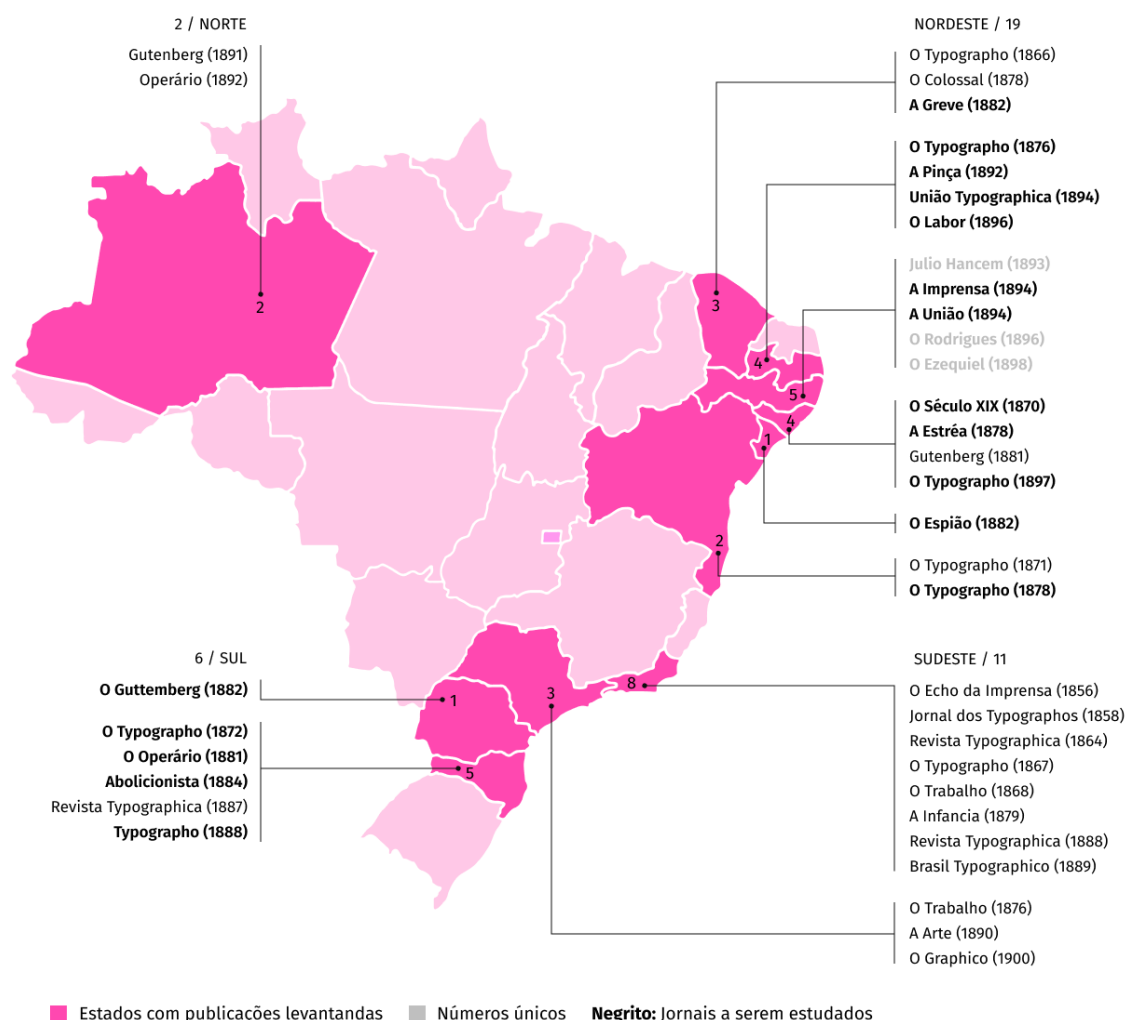 2 / NORTE
Gutenberg (1891)
Operário (1892)
NORDESTE / 19
O Typographo (1866)
O Colossal (1878)
A Greve (1882)
O Typographo (1876)
A Pinça (1892)
União Typographica (1894)
O Labor (1896)
Julio Hancem (1893)
A Imprensa (1894)
A União (1894)
O Rodrigues (1896)
O Ezequiel (1898)
O Século XIX (1870)
A Estréa (1878)
Gutenberg (1881)
O Typographo (1897)
O Espião (1882)
O Typographo (1871)
O Typographo (1878)
2
3
4
5
4
1
2
6 / SUL
O Guttemberg (1882)
O Typographo (1872)
O Operário (1881)
Abolicionista (1884)
Revista Typographica (1887)
Typographo (1888)
8
3
1
5
SUDESTE / 11
O Echo da Imprensa (1856)
Jornal dos Typographos (1858)
Revista Typographica (1864)
O Typographo (1867)
O Trabalho (1868)
A Infancia (1879)
Revista Typographica (1888)
Brasil Typographico (1889)
O Trabalho (1876)
A Arte (1890)
O Graphico (1900)
Estados com publicações levantandas Números únicos Negrito: Jornais a serem estudados